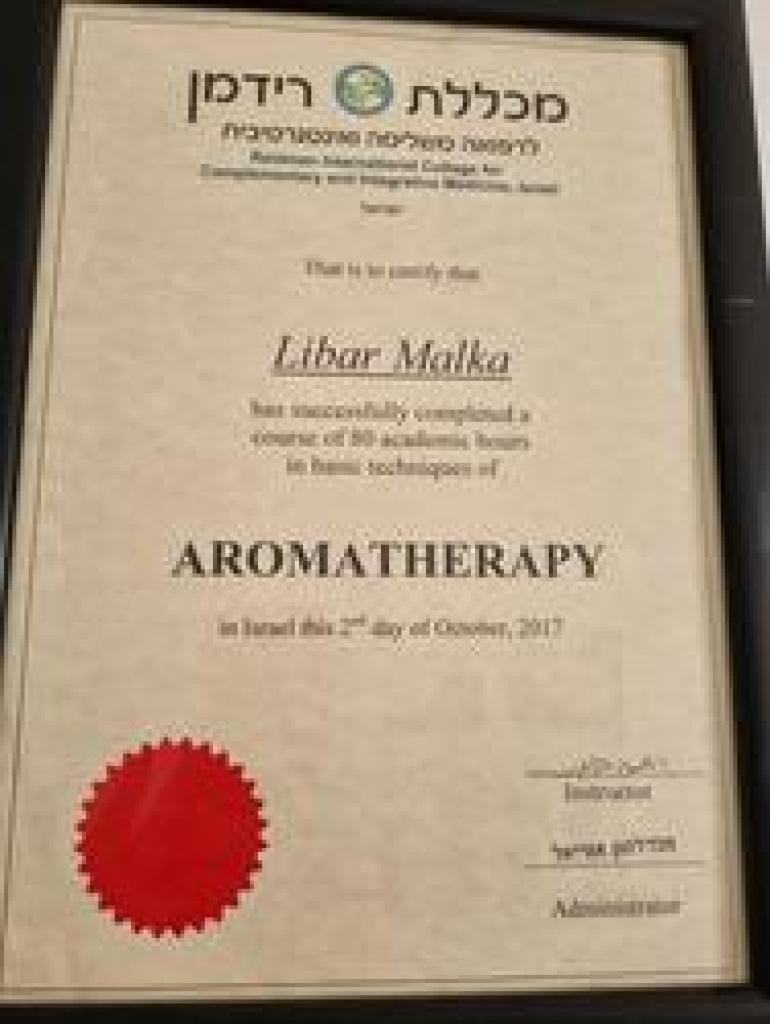 מכללת רידמן
לרפואה משלימה ואינטגרטיבית
Reidman International College for
Complementary and Integrative Medicine, Israel
ישראל
That is to certify that
Libar Malka
has successfully completed a
course of 80 academic hours
in basic techniques of
AROMATHERAPY
in Israel this 2nd day of October, 2017
Instructor
Administrator